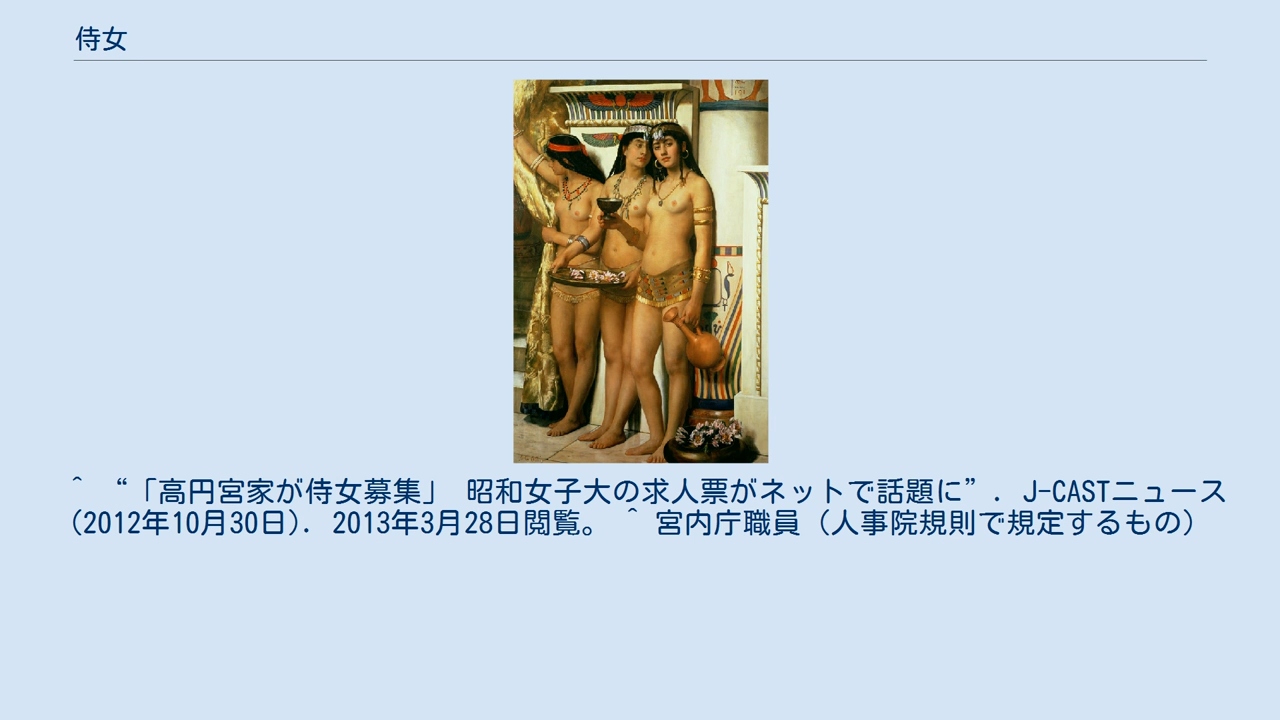 侍女
^ “「高円宮家が侍女募集」 昭和女子大の求人票がネットで話題に”. J-CASTニュース
(2012年10月30日). 2013年3月28日閲覧。 ^ 宮内庁職員（人事院規則で規定するもの）